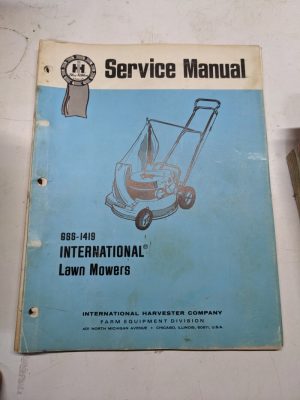 Service Manual
GSS-1419
INTERNATIONAL®
Lawn Mowers
INTERNATIONAL HARVESTER COMPANY
FARM EQUIPMENT DIVISION
401 NORTH MICHIGAN AVENUE • CHICAGO, ILLINOIS, 60611, U.S.A.